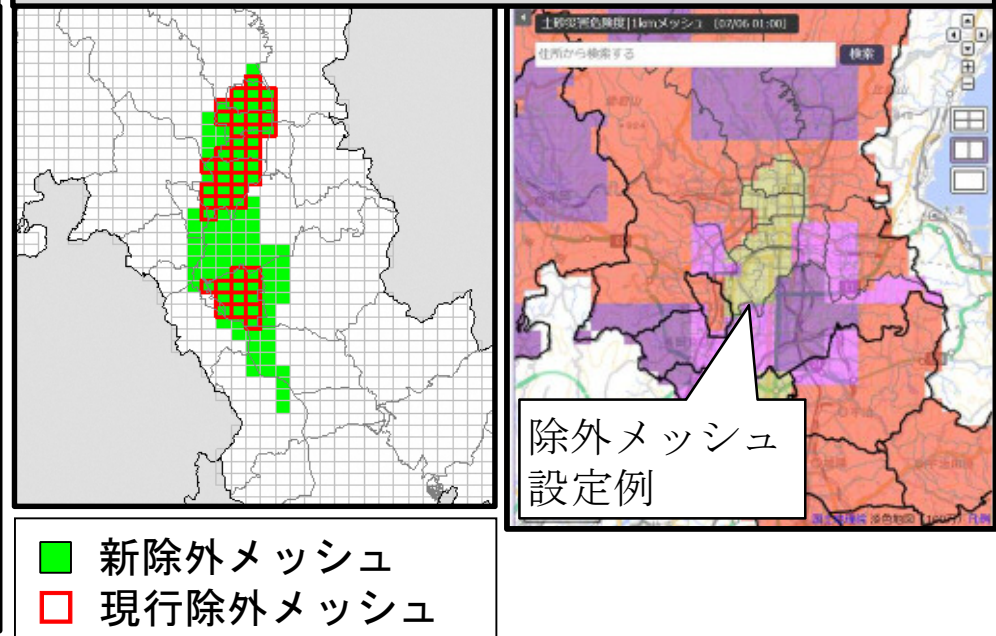 土砂災害危険度|1kmメッシュ [07/06 01:00]
住所から検索する
検索
除外メッシュ
設定例
新除外メッシュ
現行除外メッシュ